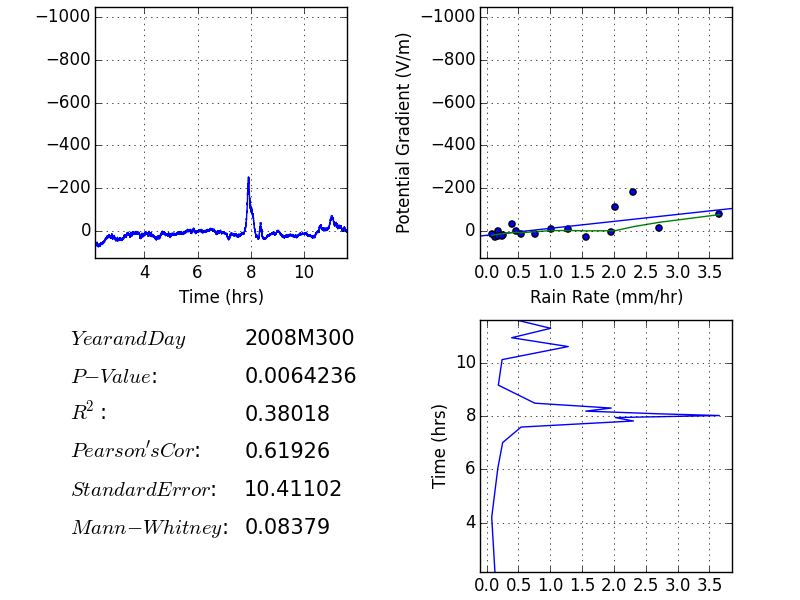 −1000
−800
−600
−400
−200
0
4 6 8 10
Time (hrs)
Potential Gradient (V/m)
−1000
−800
−600
−400
−200
0
0.0 0.5 1.0 1.5 2.0 2.5 3.0 3.5
Rain Rate (mm/hr)
YearandDay 2008M300
P−Value: 0.0064236
R²: 0.38018
Pearson'sCor: 0.61926
StandardError: 10.41102
Mann−Whitney: 0.08379
Time (hrs)
10
8
6
4
0.0 0.5 1.0 1.5 2.0 2.5 3.0 3.5